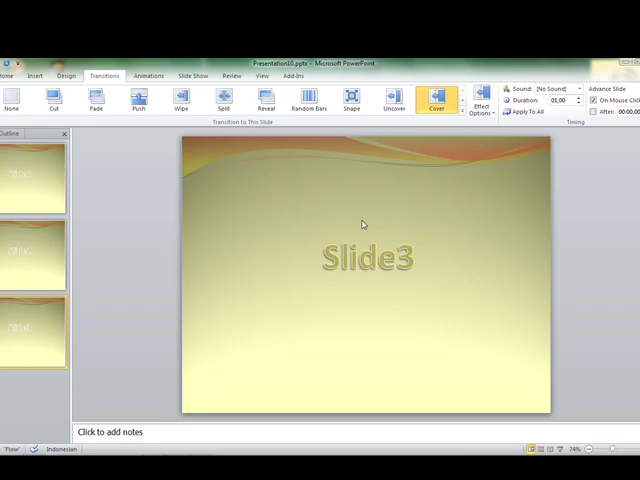 Presentation10.pptx - Microsoft PowerPoint
Home Insert Design Transitions Animations Slide Show Review View Add-Ins
None Cut Fade Push Wipe Split Reveal Random Bars Shape Uncover Cover Effect Options
Sound: [No Sound]
Duration: 01,00
Apply To All
Advance Slide
On Mouse Click
After: 00:00,00
Transition to This Slide
Timing
Outline
Slide3
Click to add notes
"Flow" Indonesian 74%